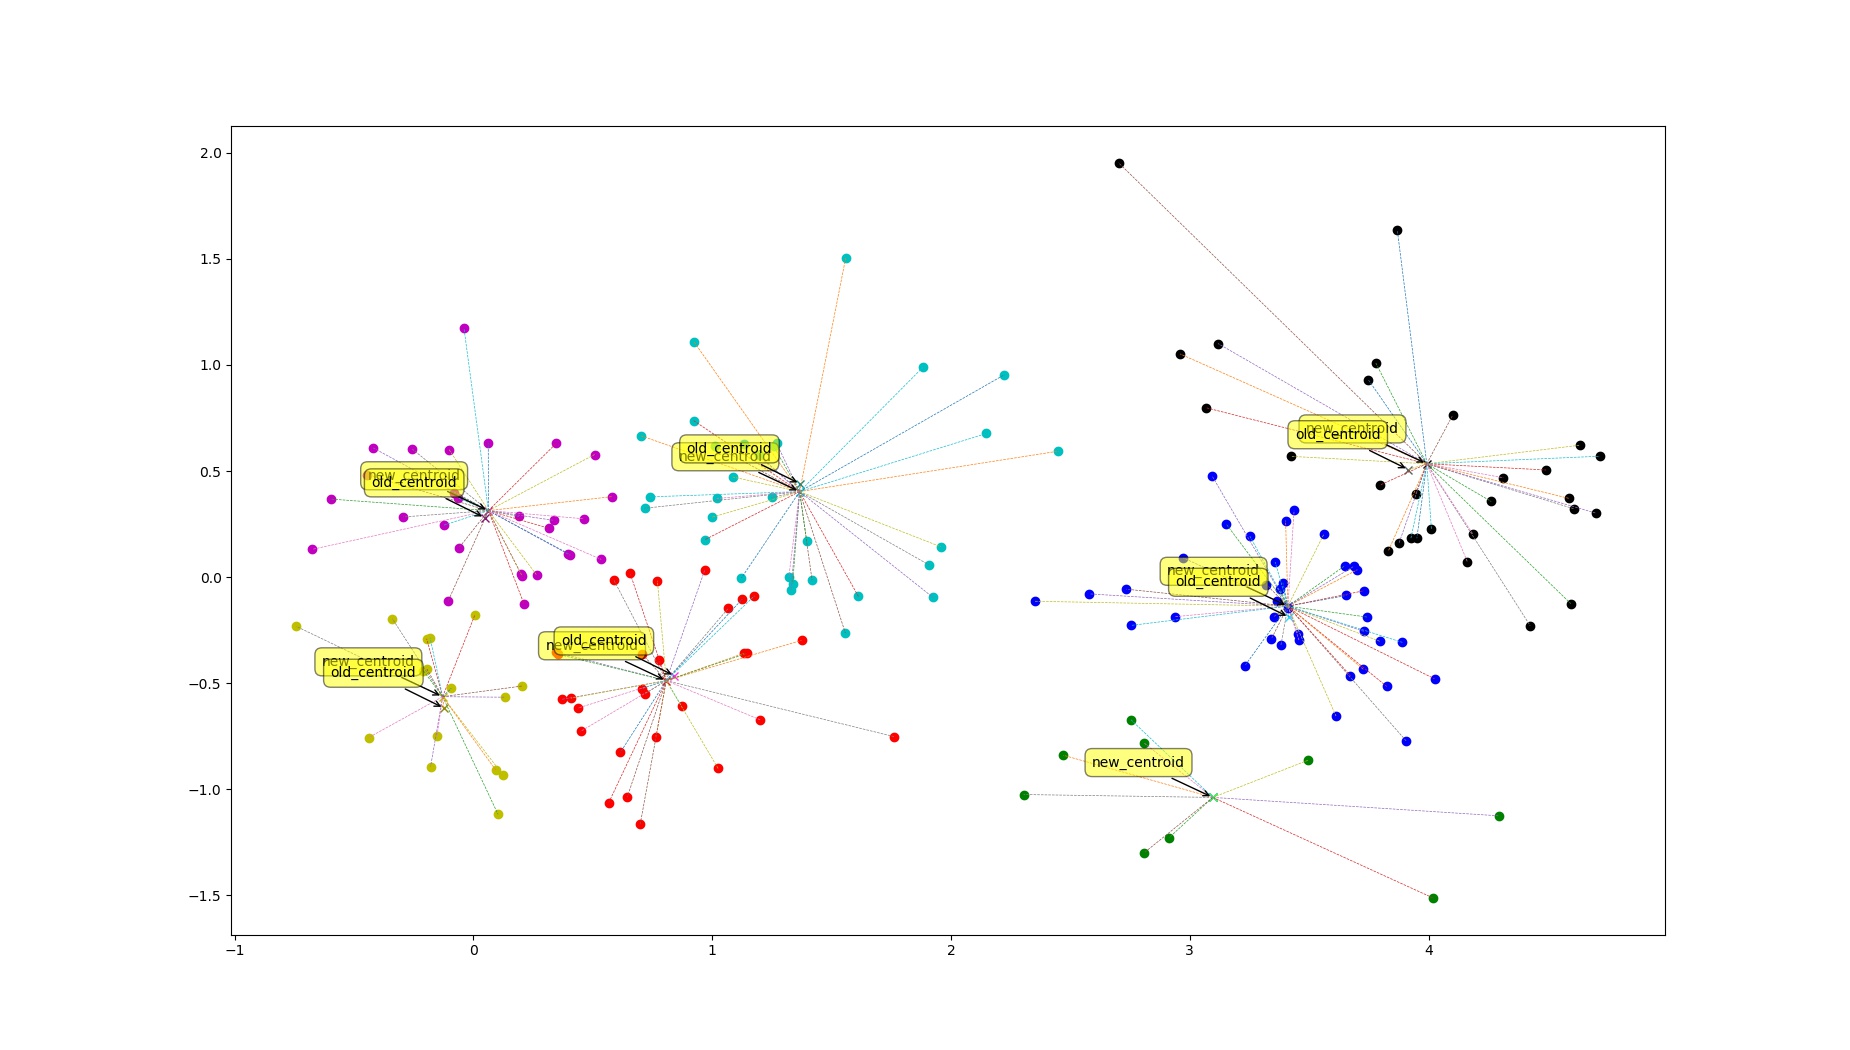 2.0
1.5
1.0
0.5
0.0
−0.5
−1.0
−1.5
−1
0
1
2
3
4
new_centroid
old_centroid
old_centroid
new_centroid
new_centroid
old_centroid
new_centroid
old_centroid
old_centroid
new_centroid
new_centroid
old_centroid
new_centroid